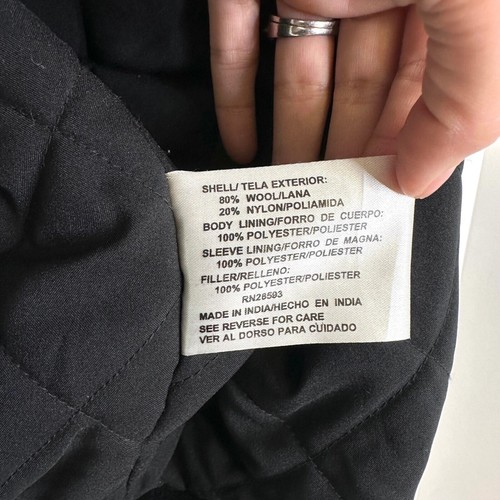 SHELL/ TELA EXTERIOR:
80% WOOL/LANA
20% NYLON/POLIAMIDA
BODY LINING/FORRO DE CUERPO:
100% POLYESTER/POLIESTER
SLEEVE LINING/FORRO DE MAGNA:
100% POLYESTER/POLIESTER
FILLER/RELLENO:
100% POLYESTER/POLIESTER
RN26593
MADE IN INDIA/HECHO EN INDIA
SEE REVERSE FOR CARE
VER AL DORSO PARA CUIDADO